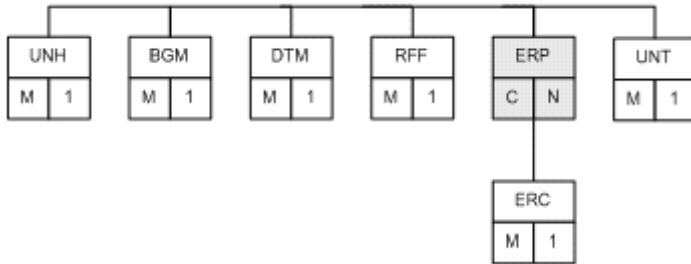 UNH BGM DTM RFF ERP UNT
M 1 M 1 M 1 M 1 C N M 1
ERC
M 1